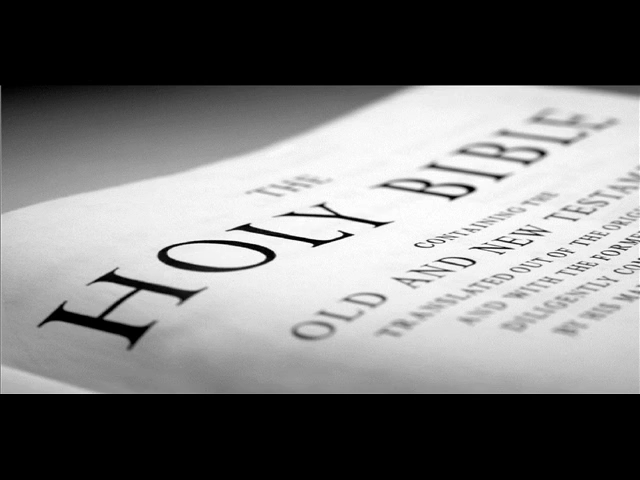 THE
HOLY BIBLE
CONTAINING THE
OLD AND NEW
TRANSLATED OUT OF THE
AND WITH THE
DILIGENTLY
BY HIS